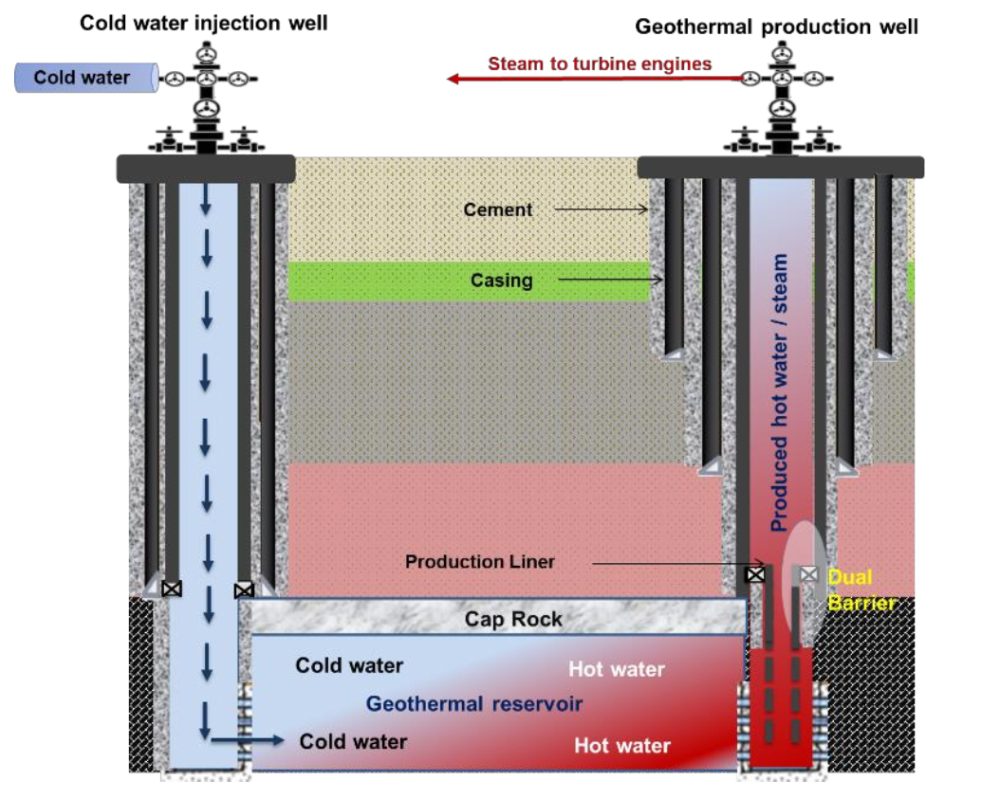 Cold water injection well
Geothermal production well
Cold water
Steam to turbine engines
Cement
Casing
Produced hot water / steam
Production Liner
Dual
Barrier
Cap Rock
Cold water
Hot water
Geothermal reservoir
Cold water
Hot water